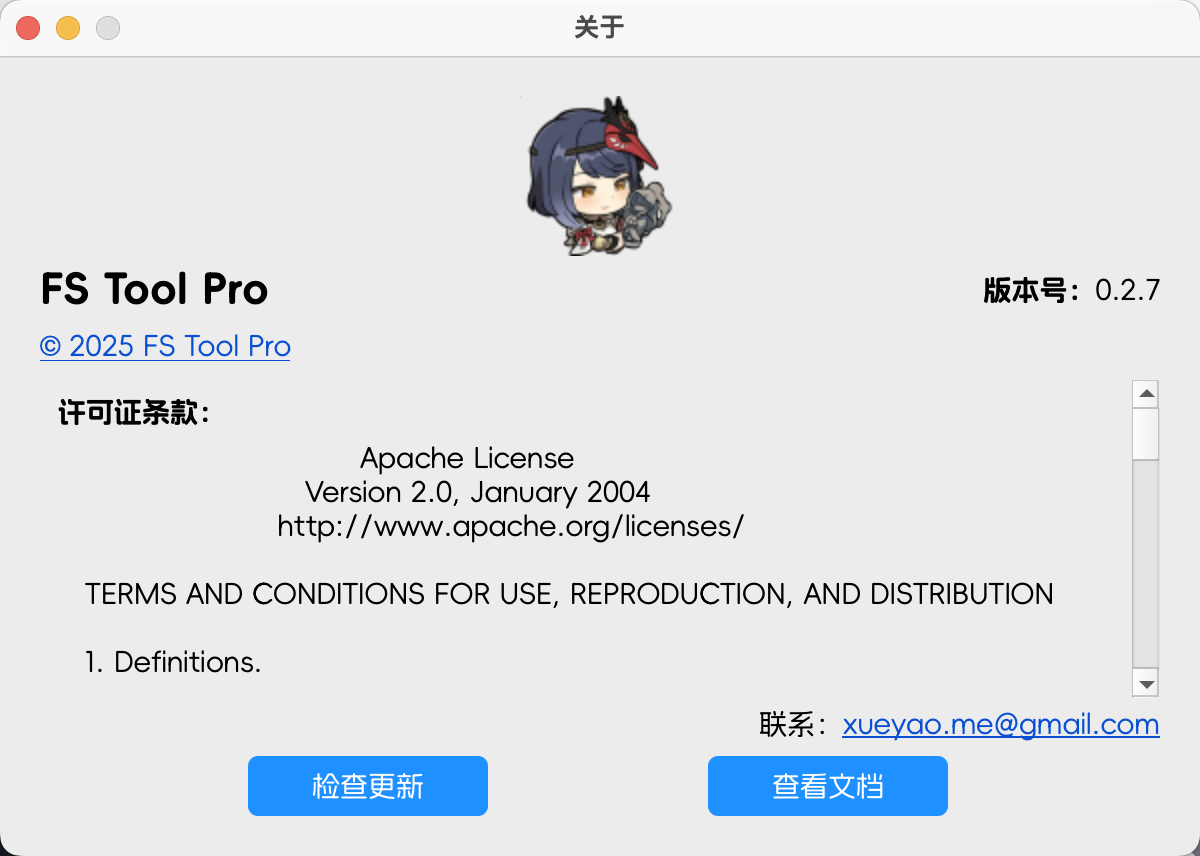 关于
FS Tool Pro
版本号：0.2.7
© 2025 FS Tool Pro
许可证条款：
Apache License
Version 2.0, January 2004
http://www.apache.org/licenses/
TERMS AND CONDITIONS FOR USE, REPRODUCTION, AND DISTRIBUTION
1. Definitions.
联系：xueyao.me@gmail.com
检查更新
查看文档